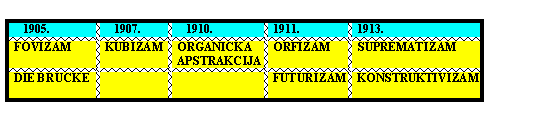 1905. 1907. 1910. 1911. 1913.
FOVIZAM KUBIZAM ORGANICKA ORFIZAM SUPREMATIZAM
APSTRAKCIJA
DIE BRUCKE FUTURIZAM KONSTRUKTIVIZAM